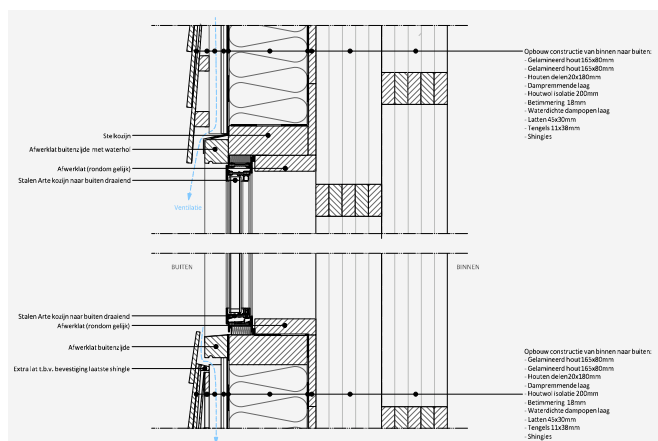 Opbouw constructie van binnen naar buiten:
- Gelamineerd hout 165x80mm
- Gelamineerd hout 165x80mm
- Houten delen 20x180mm
- Dampremmende laag
- Houtwol isolatie 200mm
- Betimmering 18mm
- Waterdichte dampopen laag
- Latten 45x30mm
- Tengels 11x38mm
- Shingles
Stelkozijn
Afwerklat buitenzijde met waterhol
Afwerklat (rondom gelijk)
Stalen Arte kozijn naar buiten draaiend
Ventilatie
BUITEN
BINNEN
Stalen Arte kozijn naar buiten draaiend
Afwerklat (rondom gelijk)
Afwerklat buitenzijde
Extra lat t.b.v. bevestiging laatste shingle
Opbouw constructie van binnen naar buiten:
- Gelamineerd hout 165x80mm
- Gelamineerd hout 165x80mm
- Houten delen 20x180mm
- Dampremmende laag
- Houtwol isolatie 200mm
- Betimmering 18mm
- Waterdichte dampopen laag
- Latten 45x30mm
- Tengels 11x38mm
- Shingles